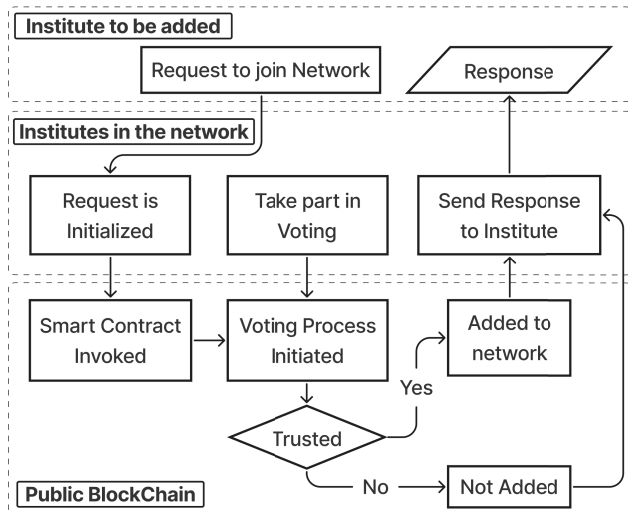 Institute to be added
Request to join Network
Response
Institutes in the network
Request is
Initialized
Take part in
Voting
Send Response
to Institute
Smart Contract
Invoked
Voting Process
Initiated
Added to
network
Yes
Trusted
No
Not Added
Public BlockChain